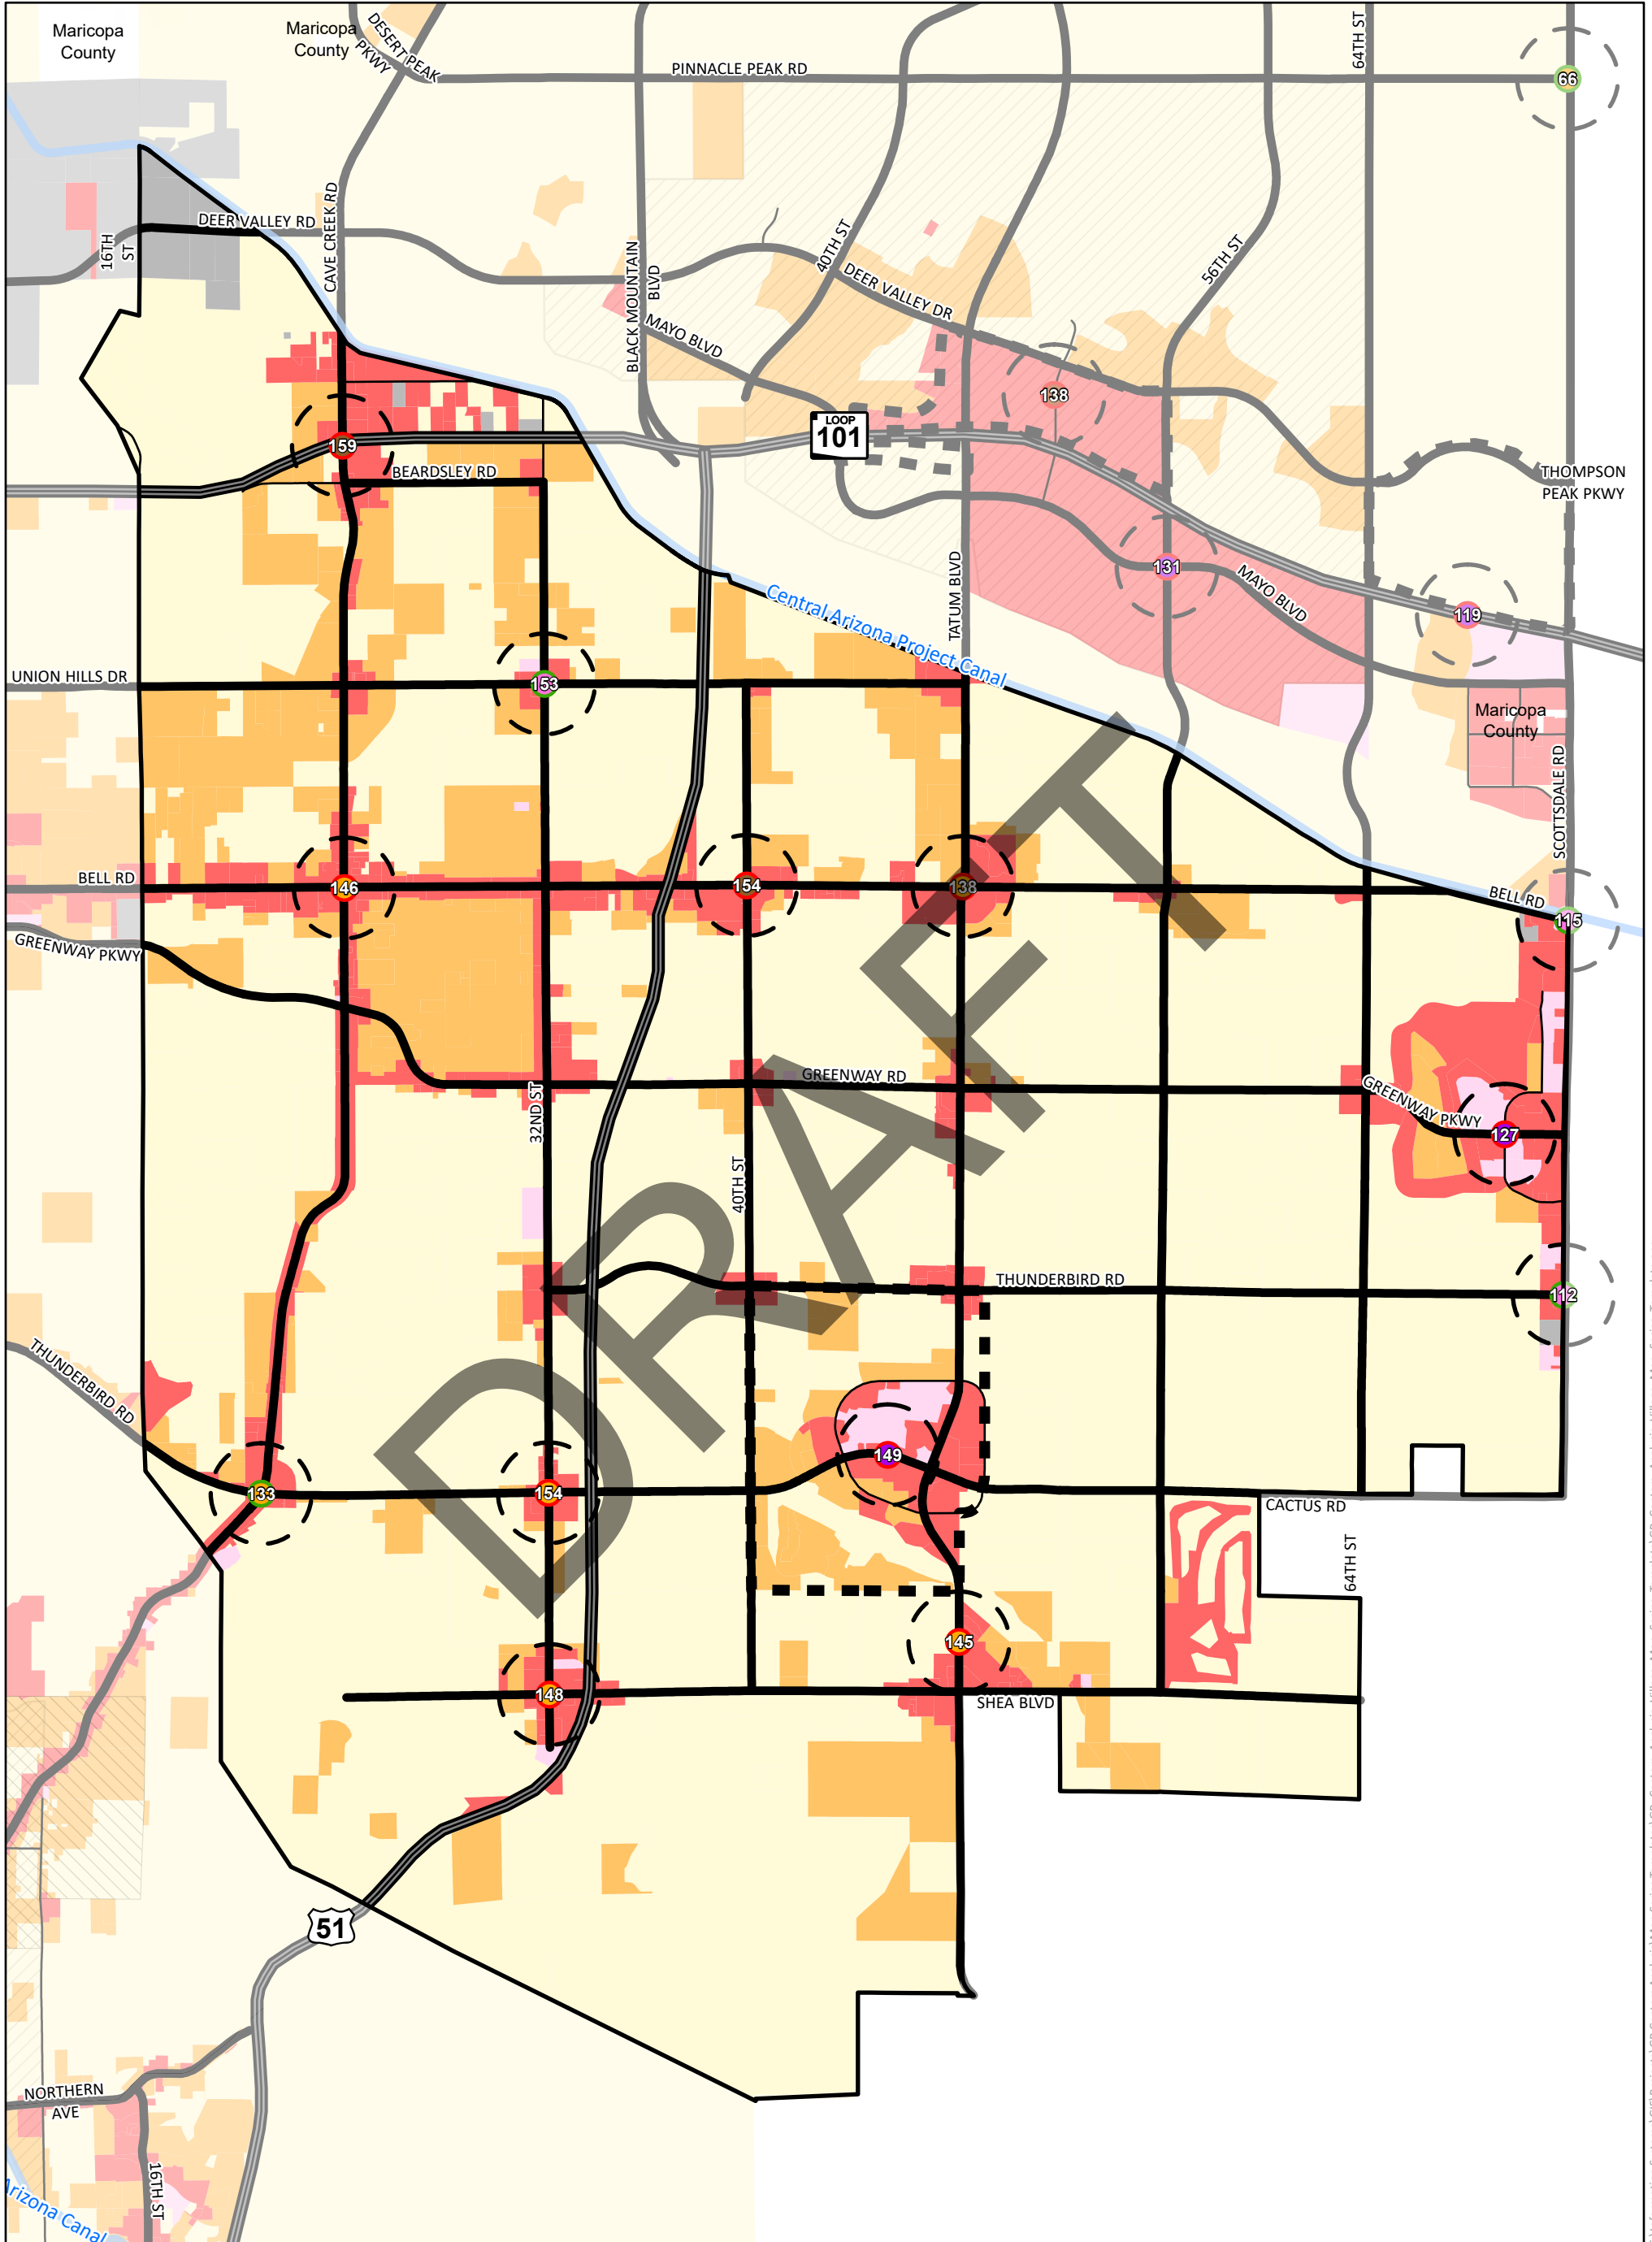 Maricopa
County
Maricopa
County
DESERT PEAK
PKWY
PINNACLE PEAK RD
64TH ST
66
16TH
ST
DEER VALLEY RD
CAVE CREEK RD
BLACK MOUNTAIN
BLVD
40TH ST
DEER VALLEY DR
56TH ST
MAYO BLVD
138
LOOP
101
159
BEARDSLEY RD
THOMPSON
PEAK PKWY
131
MAYO BLVD
119
TATUM BLVD
Central Arizona Project Canal
UNION HILLS DR
153
Maricopa
County
SCOTTSDALE RD
BELL RD
146
154
138
BELL RD
115
GREENWAY PKWY
GREENWAY RD
32ND ST
GREENWAY PKWY
127
40TH ST
DRAFT
THUNDERBIRD RD
112
THUNDERBIRD RD
149
133
154
CACTUS RD
64TH ST
145
148
SHEA BLVD
51
NORTHERN
AVE
16TH ST
Arizona Canal